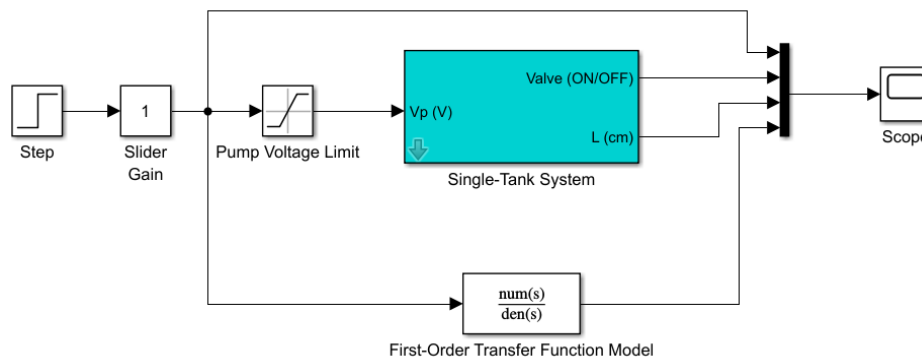 Step
1
Slider
Gain
Pump Voltage Limit
Vp (V)
Valve (ON/OFF)
L (cm)
Single-Tank System
num(s)
den(s)
First-Order Transfer Function Model
Scope